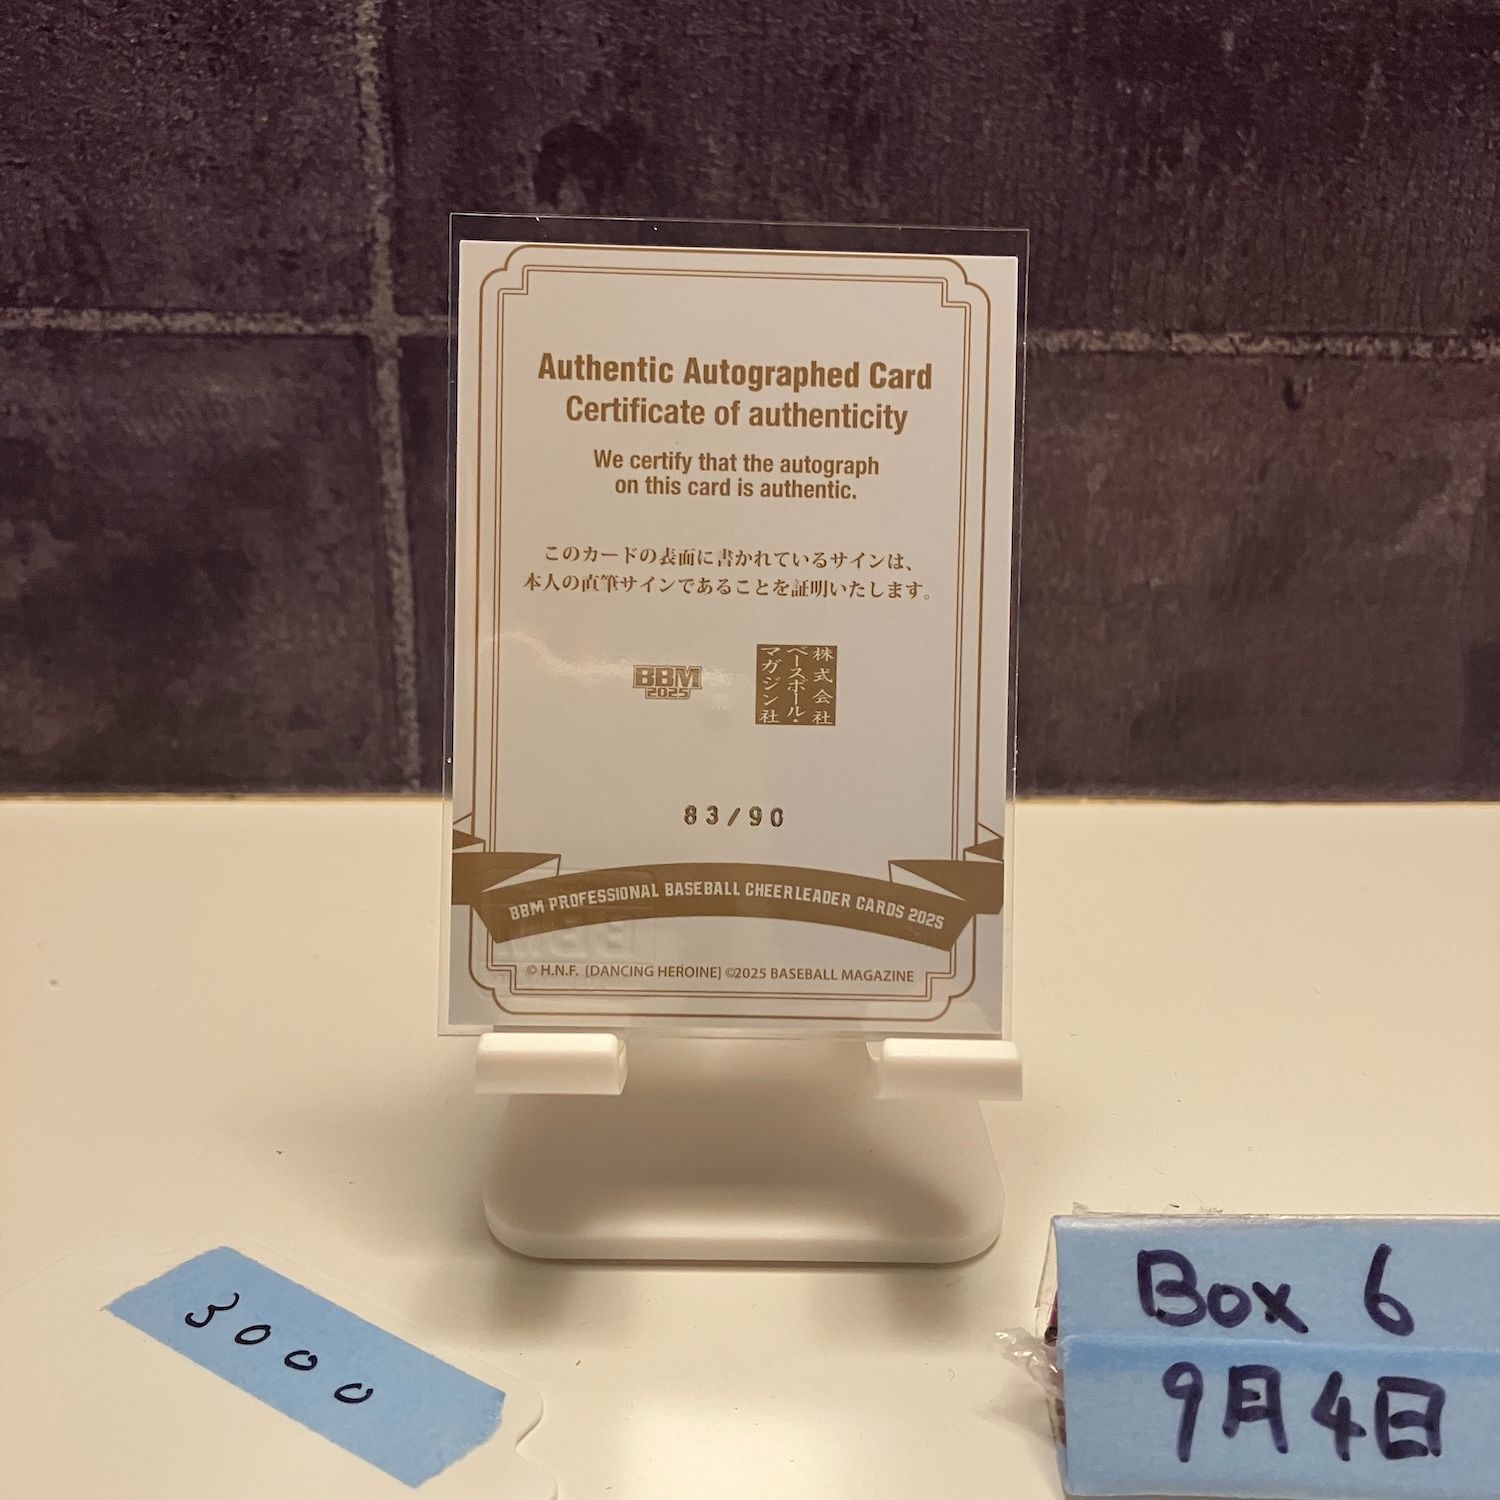 Authentic Autographed Card
Certificate of authenticity
We certify that the autograph
on this card is authentic.
このカードの表面に書かれているサインは、
本人の直筆サインであることを証明いたします。
BBM
2025
株式会社
ベースボール・
マガジン社
83/90
BBM PROFESSIONAL BASEBALL CHEERLEADER CARDS 2025
© H.N.F. [DANCING HEROINE] ©2025 BASEBALL MAGAZINE
3000
Box 6
9月4日